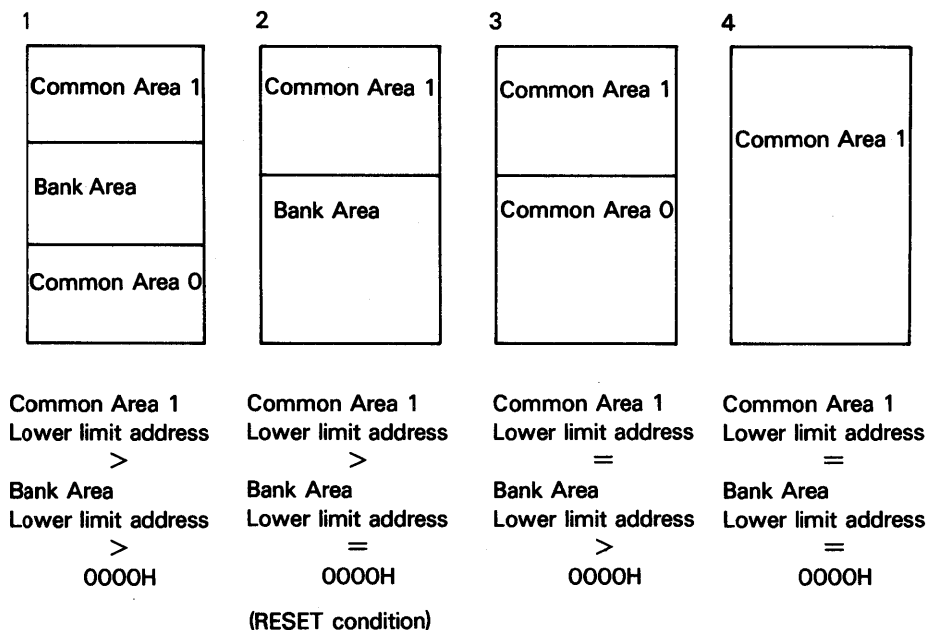 1 2 3 4
Common Area 1 Common Area 1 Common Area 1 Common Area 1
Bank Area Bank Area Common Area 0
Common Area 0
Common Area 1 Common Area 1 Common Area 1 Common Area 1
Lower limit address Lower limit address Lower limit address Lower limit address
> > = =
Bank Area Bank Area Bank Area Bank Area
Lower limit address Lower limit address Lower limit address Lower limit address
> = > =
0000H 0000H 0000H 0000H
(RESET condition)